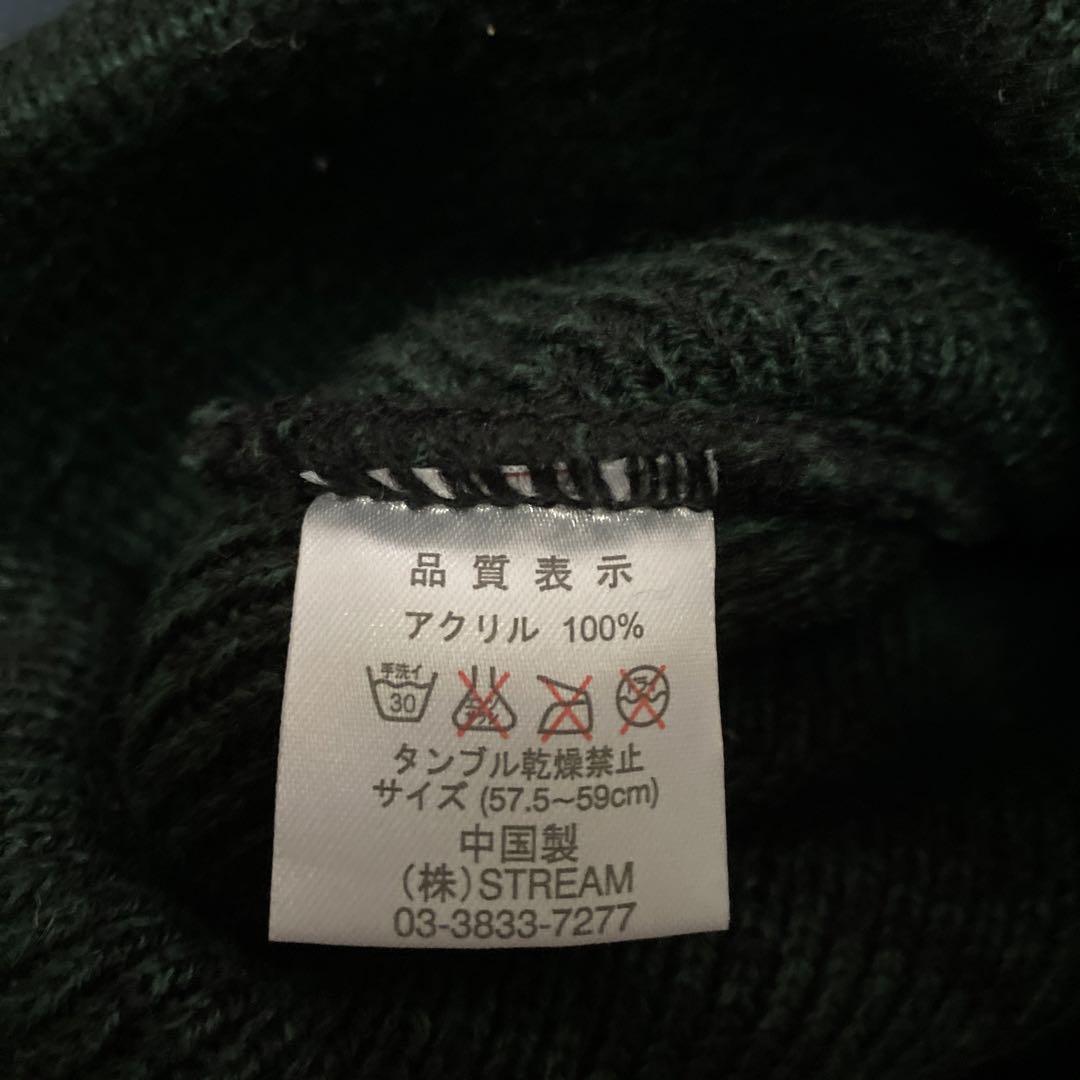 品質表示
アクリル 100%
手洗イ
30
タンブル乾燥禁止
サイズ (57.5~59cm)
中国製
(株)STREAM
03-3833-7277